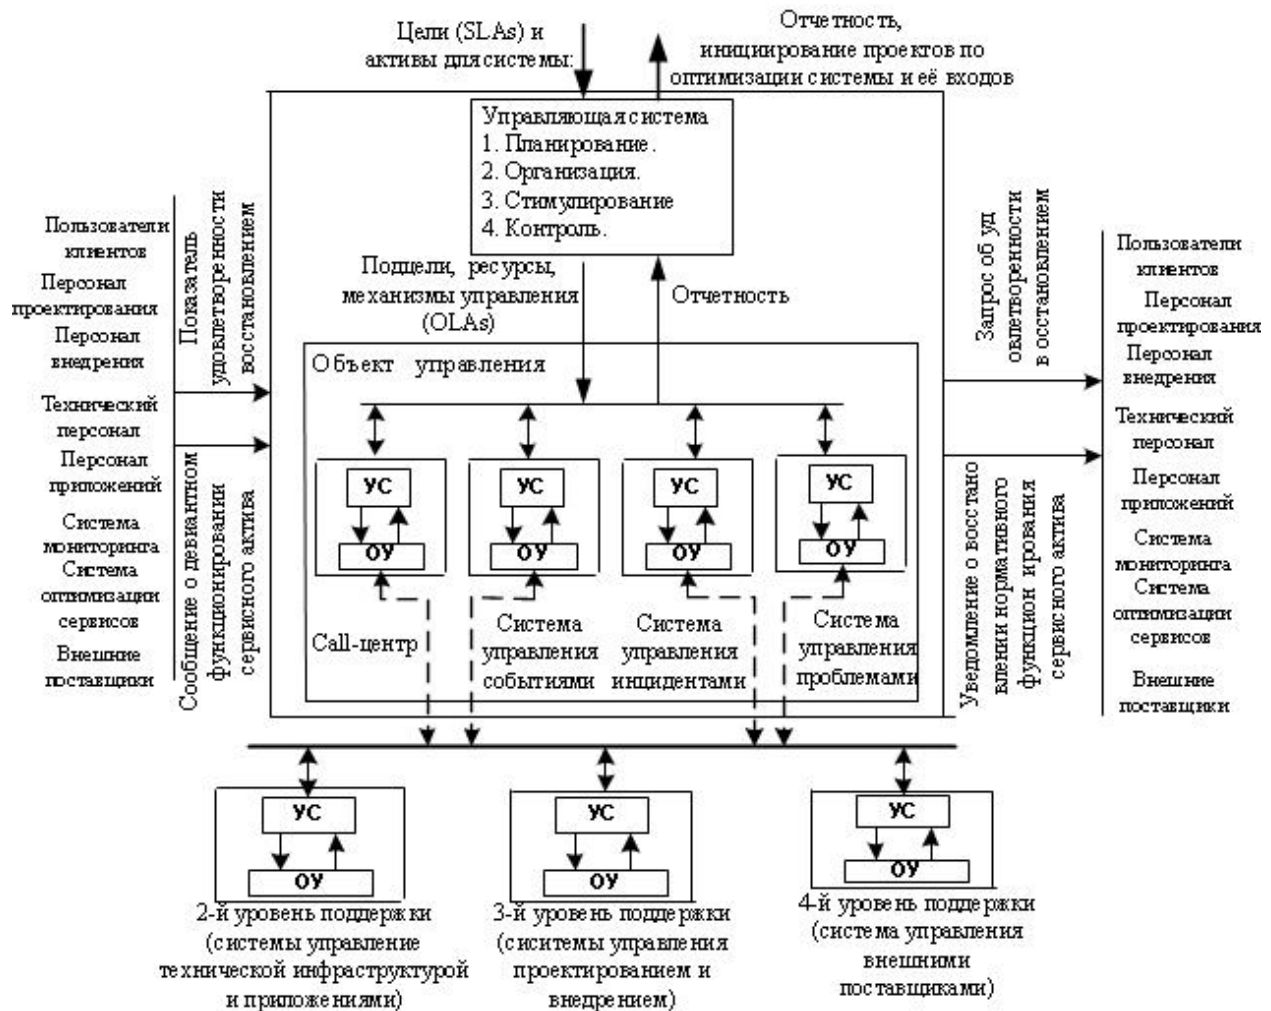 Цели (SLAs) и
активы для системы:
Отчетность,
инициирование проектов по
оптимизации системы и её входов
Управляющая система
1. Планирование.
2. Организация.
3. Стимулирование
4. Контроль.
Подцели, ресурсы,
механизмы управления
(OLAs)
Отчетность
Пользователи
клиентов
Персонал
проектирования
Персонал
внедрения
Технический
персонал
Персонал
приложений
Система
мониторинга
Система
оптимизации
сервисов
Внешние
поставщики
Показатель
удовлетворенности
восстановлением
Сообщение о девиантном
функционировании
сервисного актива
Объект управления
УС
ОУ
УС
ОУ
УС
ОУ
УС
ОУ
Call-центр
Система
управления
событиями
Система
управления
инцидентами
Система
управления
проблемами
Запрос об уд
овлетворенности
в осстановлением
Уведомление о восстано
влении нормативного
функцион ирования
сервисного актива
Пользователи
клиентов
Персонал
проектирования
Персонал
внедрения
Технический
персонал
Персонал
приложений
Система
мониторинга
Система
оптимизации
сервисов
Внешние
поставщики
УС
ОУ
УС
ОУ
УС
ОУ
2-й уровень поддержки
(системы управление
технической инфраструктурой
и приложениями)
3-й уровень поддержки
(сиситемы управления
проектированием и
внедрением)
4-й уровень поддержки
(система управления
внешними
поставщиками)